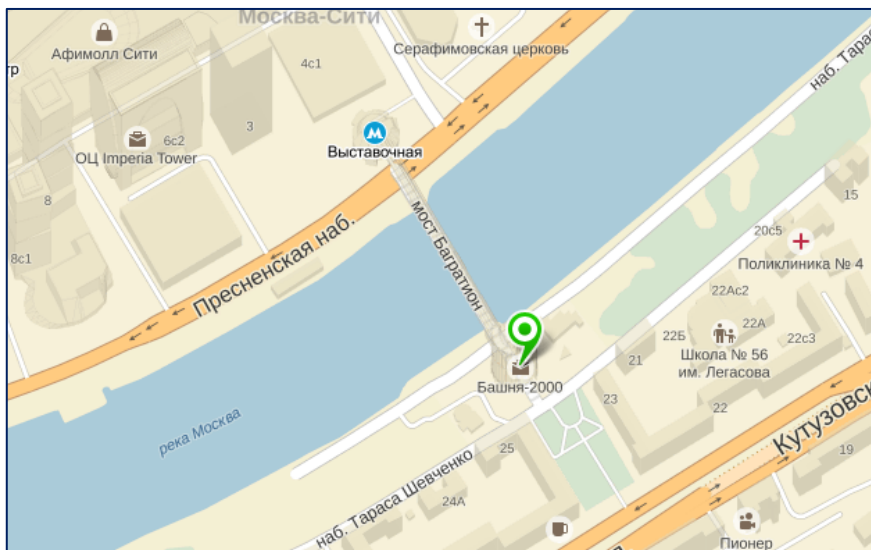 Москва-Сити
Афимолл Сити
Серафимовская церковь
4с1
наб. Тарас
тр
6с2
3
ОЦ Imperia Tower
Выставочная
8
8с1
Пресненская наб.
мост Багратион
15
20с5
Поликлиника № 4
22Ас2
22А
22Б
22с3
Школа № 56
им. Легасова
21
Башня-2000
23
22
Кутузовск
19
река Москва
25
наб. Тараса Шевченко
24А
Пионер